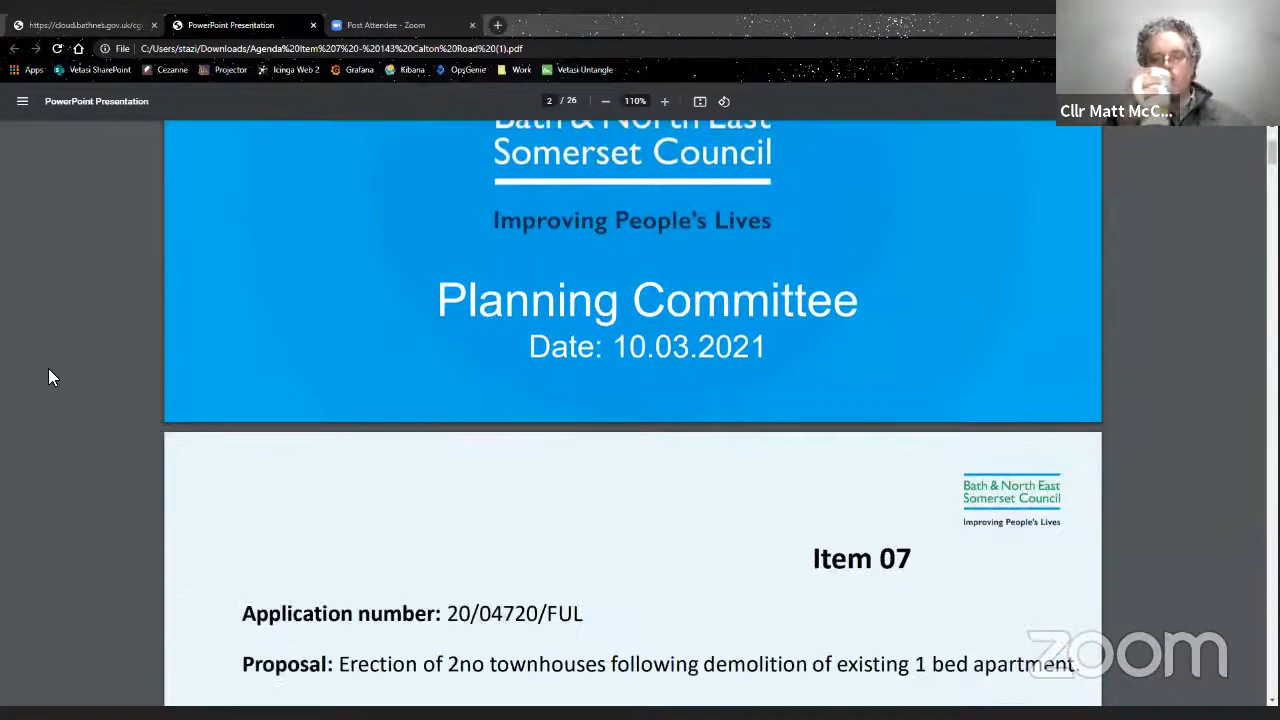 https://cloud.bathnes.gov.uk/cg
PowerPoint Presentation
Post Attendee - Zoom
File
C:/Users/stazi/Downloads/Agenda%20Item%207%20-%20143%20Calton%20Road%20(1).pdf
Apps
Vetasi SharePoint
Cezanne
Projector
Icinga Web 2
Grafana
Kibana
OpsGenie
Work
Vetasi Untangle
PowerPoint Presentation
2 / 26
110%
Cllr Matt McC...
Bath & North East
Somerset Council
Improving People's Lives
Planning Committee
Date: 10.03.2021
Bath & North East
Somerset Council
Improving People's Lives
Item 07
Application number: 20/04720/FUL
Proposal: Erection of 2no townhouses following demolition of existing 1 bed apartment.
zoom